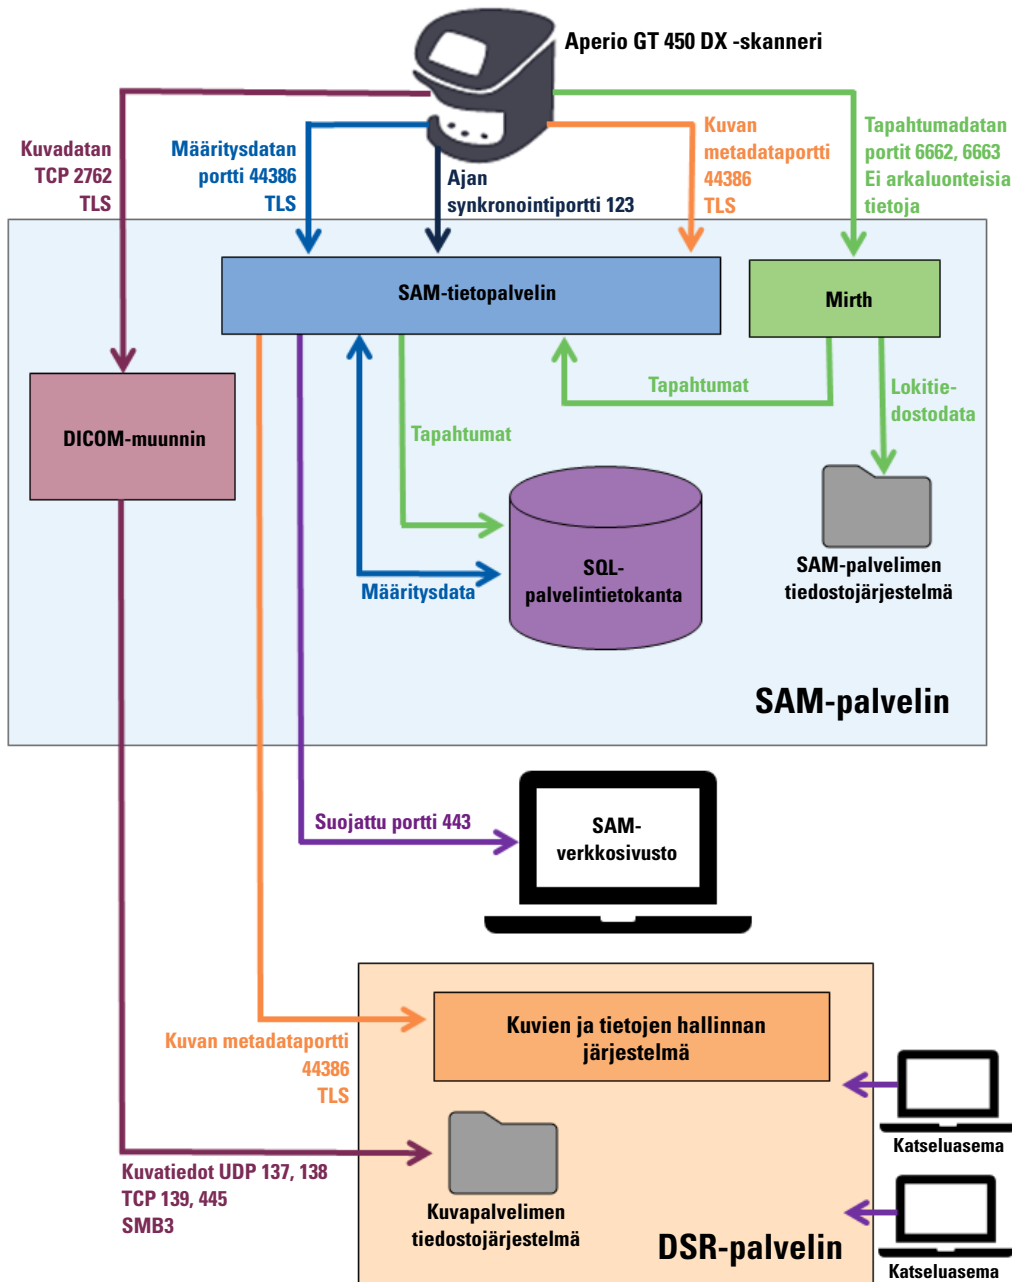 Aperio GT 450 DX -skanneri
Kuvadatan
TCP 2762
TLS
Määritysdatan
portti 44386
TLS
Ajan
synkronointiportti 123
Kuvan
metadataportti
44386
TLS
Tapahtumadatan
portit 6662, 6663
Ei arkaluonteisia
tietoja
SAM-tietopalvelin
Mirth
DICOM-muunnin
Tapahtumat
Tapahtumat
Lokitie-
dostodata
SQL-
palvelintietokanta
Määritysdata
SAM-palvelimen
tiedostojärjestelmä
SAM-palvelin
Suojattu portti 443
SAM-
verkkosivusto
Kuvien ja tietojen hallinnan
järjestelmä
Kuvan metadataportti
44386
TLS
Katseluasema
Kuvatiedot UDP 137, 138
TCP 139, 445
SMB3
Kuvapalvelimen
tiedostojärjestelmä
DSR-palvelin
Katseluasema